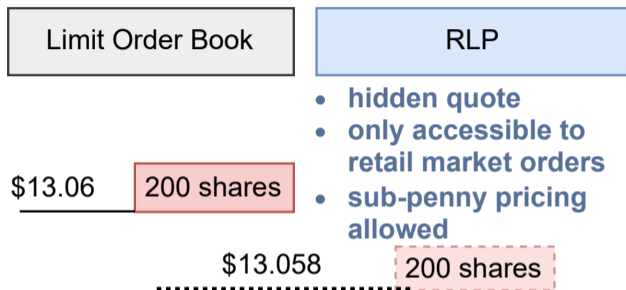 Limit Order Book
RLP
• hidden quote
• only accessible to
retail market orders
• sub-penny pricing
allowed
$13.06
200 shares
$13.058
200 shares